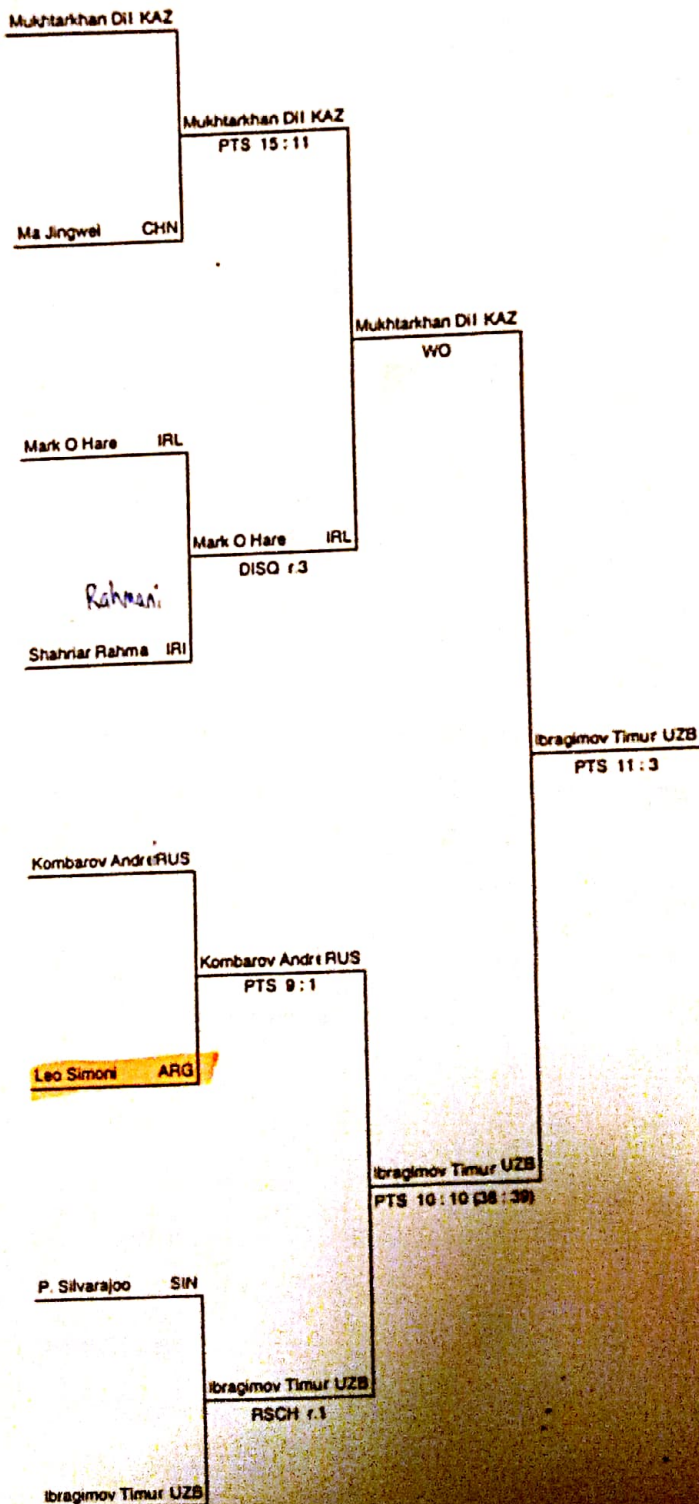 Mukhtarkhan Dil KAZ
Mukhtarkhan Dil KAZ
PTS 15 : 11
Ma Jingwei CHN
Mukhtarkhan Dil KAZ
WO
Mark O Hare IRL
Mark O Hare IRL
DISQ r.3
Rahmani
Shahriar Rahma IRI
Ibragimov Timur UZB
PTS 11 : 3
Kombarov Andre RUS
Kombarov Andre RUS
PTS 9 : 1
Leo Simoni ARG
Ibragimov Timur UZB
PTS 10 : 10 (38 : 39)
P. Silvarajoo SIN
Ibragimov Timur UZB
RSCH r.1
Ibragimov Timur UZB